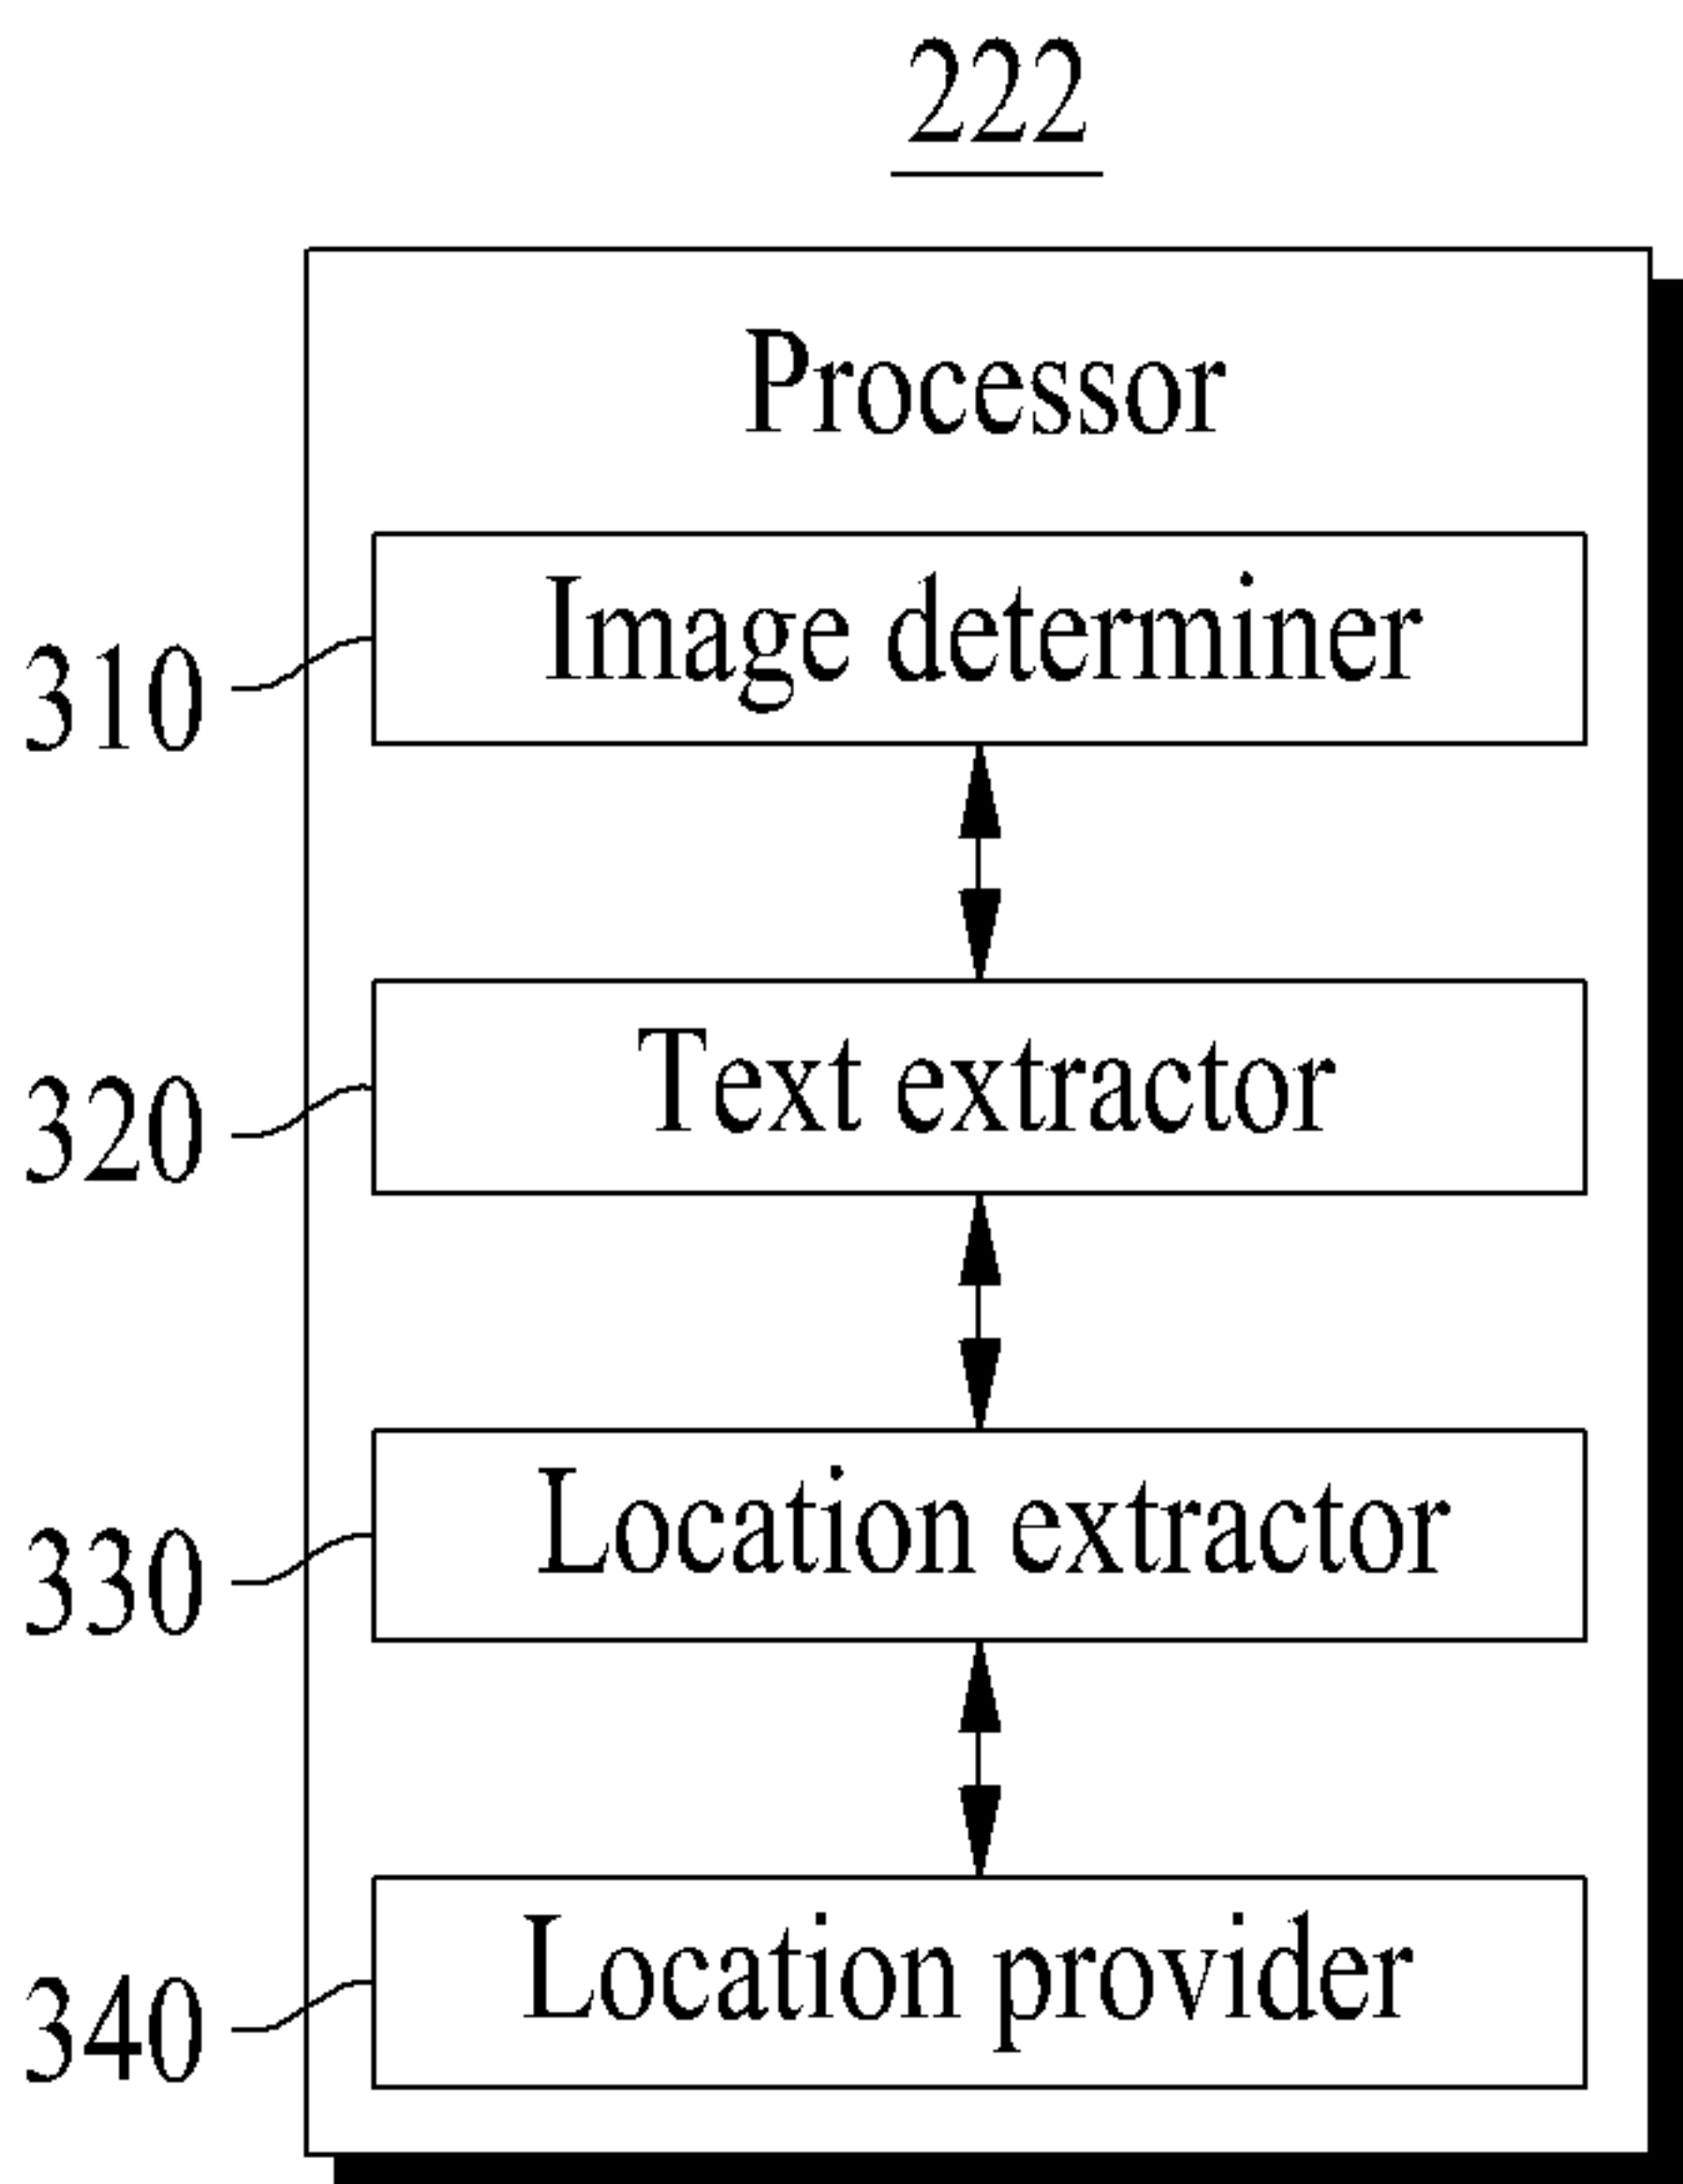 222
Processor
310
Image determiner
320
Text extractor
330
Location extractor
340
Location provider